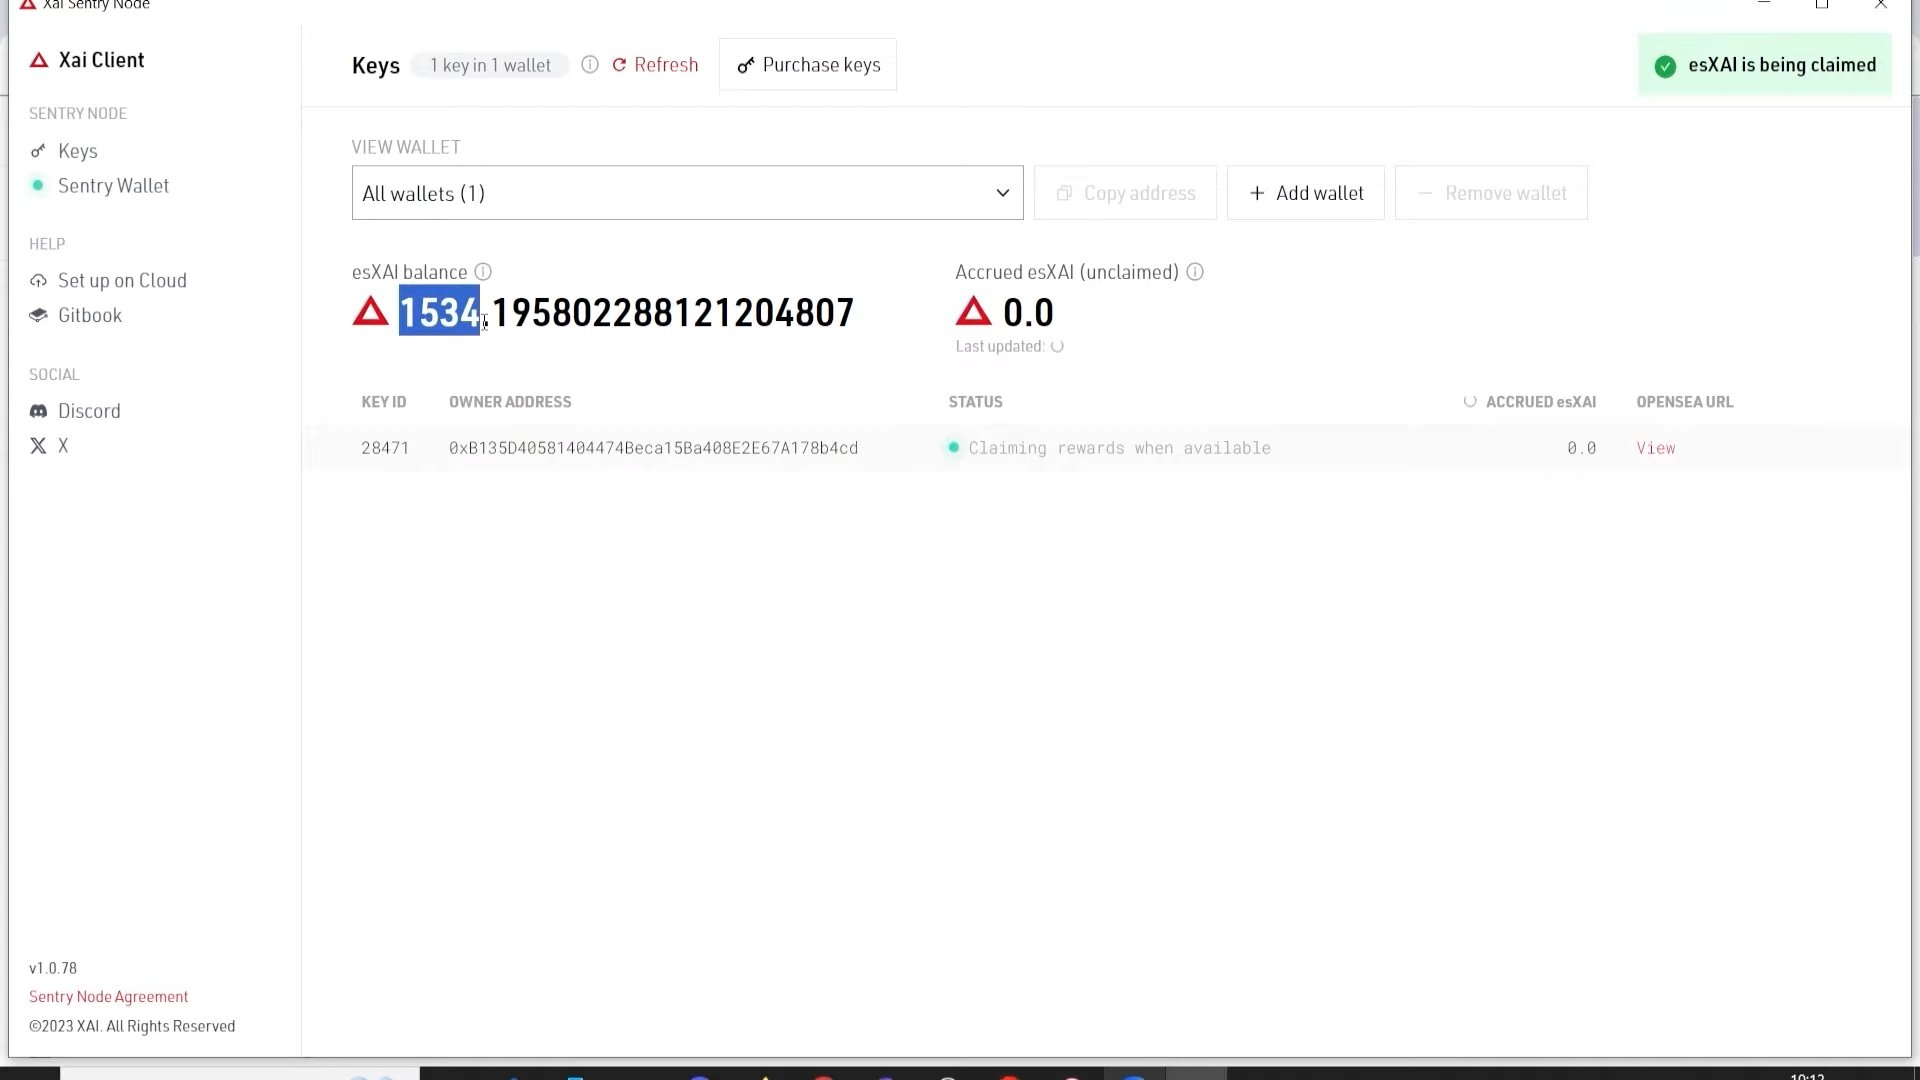 Xai Sentry Node
Xai Client
SENTRY NODE
Keys
Sentry Wallet
HELP
Set up on Cloud
Gitbook
SOCIAL
Discord
X
v1.0.78
Sentry Node Agreement
©2023 XAI. All Rights Reserved
Keys 1 key in 1 wallet Refresh Purchase keys
esXAI is being claimed
VIEW WALLET
All wallets (1) Copy address + Add wallet − Remove wallet
esXAI balance
1534.195802288121204807
Accrued esXAI (unclaimed)
0.0
Last updated:
KEY ID OWNER ADDRESS STATUS ACCRUED esXAI OPENSEA URL
28471 0xB135D40581404474Beca15Ba408E2E67A178b4cd Claiming rewards when available 0.0 View